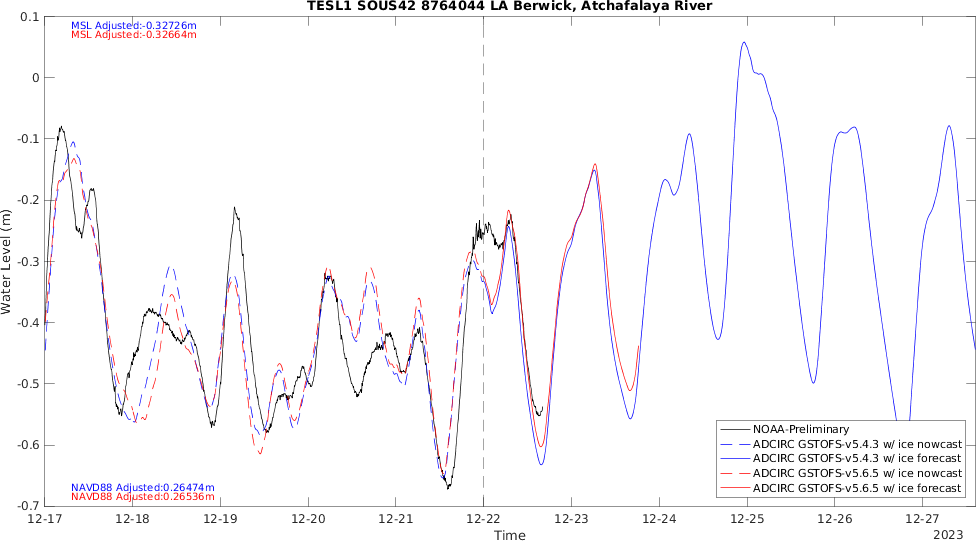 TESL1 SOUS42 8764044 LA Berwick, Atchafalaya River
MSL Adjusted:-0.32726m
MSL Adjusted:-0.32664m
0.1
0
-0.1
-0.2
-0.3
-0.4
-0.5
-0.6
-0.7
Water Level (m)
NAVD88 Adjusted:0.26474m
NAVD88 Adjusted:0.26536m
NOAA-Preliminary
ADCIRC GSTOFS-v5.4.3 w/ ice nowcast
ADCIRC GSTOFS-v5.4.3 w/ ice forecast
ADCIRC GSTOFS-v5.6.5 w/ ice nowcast
ADCIRC GSTOFS-v5.6.5 w/ ice forecast
12-17 12-18 12-19 12-20 12-21 12-22 12-23 12-24 12-25 12-26 12-27
Time
2023